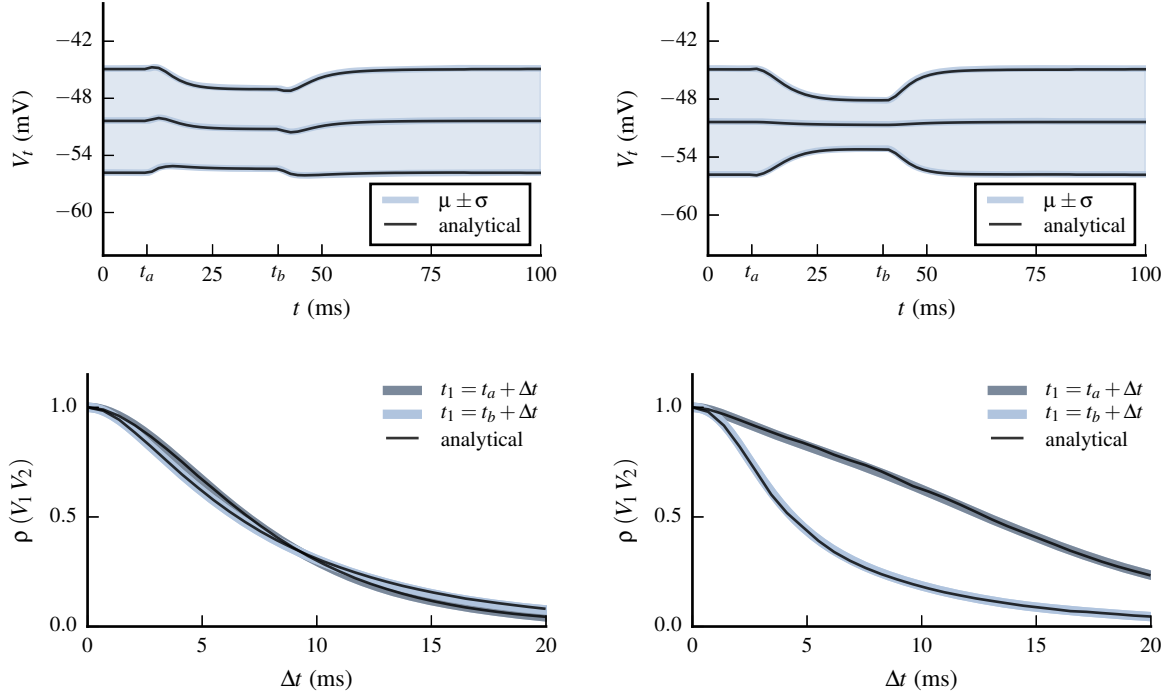 −42
−48
−54
−60
V_t (mV)
μ ± σ
analytical
0
t_a
25
t_b
50
75
100
t (ms)
−42
−48
−54
−60
V_t (mV)
μ ± σ
analytical
0
t_a
25
t_b
50
75
100
t (ms)
1.0
0.5
0.0
ρ (V_1 V_2)
t_1 = t_a + Δt
t_1 = t_b + Δt
analytical
0
5
10
15
20
Δt (ms)
1.0
0.5
0.0
ρ (V_1 V_2)
t_1 = t_a + Δt
t_1 = t_b + Δt
analytical
0
5
10
15
20
Δt (ms)